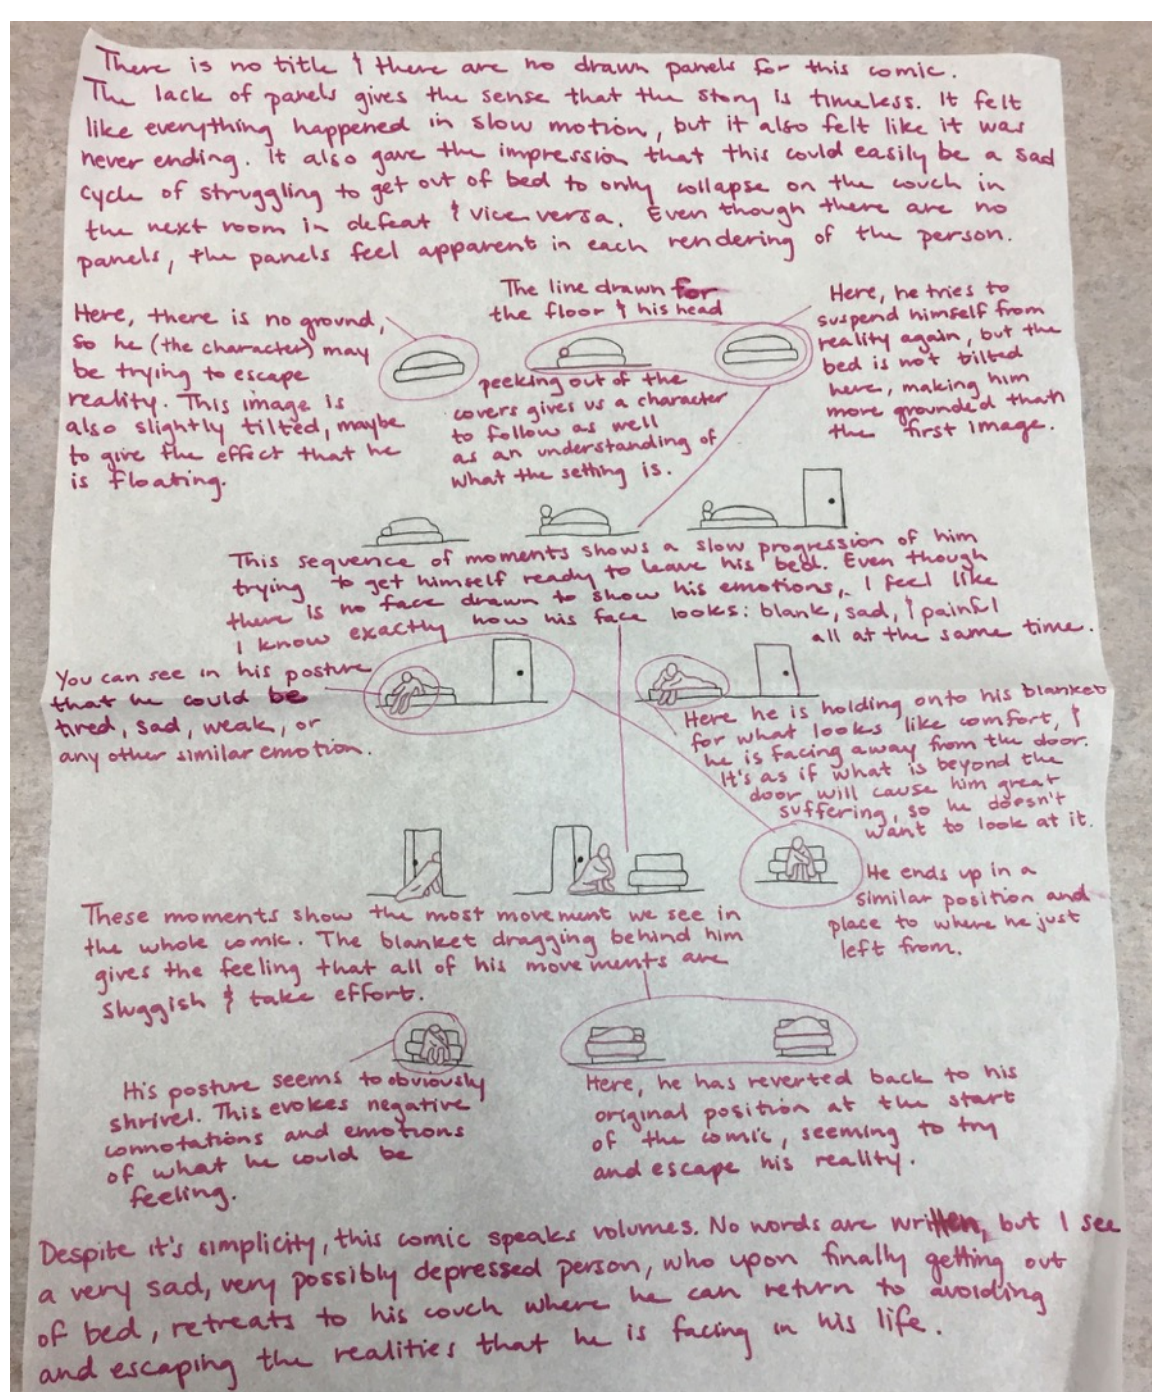 There is no title & there are no drawn panels for this comic.
The lack of panels gives the sense that the story is timeless. It felt
like everything happened in slow motion, but it also felt like it was
never ending. It also gave the impression that this could easily be a sad
cycle of struggling to get out of bed to only collapse on the couch in
the next room in defeat & vice versa. Even though there are no
panels, the panels feel apparent in each rendering of the person.
Here, there is no ground,
so he (the character) may
be trying to escape
reality. This image is
also slightly tilted, maybe
to give the effect that he
is floating.
The line drawn for
the floor & his head
peeking out of the
covers gives us a character
to follow as well
as an understanding of
what the setting is.
Here, he tries to
suspend himself from
reality again, but the
bed is not tilted
here, making him
more grounded than
the first image.
This sequence of moments shows a slow progression of him
trying to get himself ready to leave his bed. Even though
there is no face drawn to show his emotions, I feel like
I know exactly how his face looks: blank, sad, & painful
all at the same time.
You can see in his posture
that he could be
tired, sad, weak, or
any other similar emotion.
Here he is holding onto his blanket
for what looks like comfort, &
he is facing away from the door.
It's as if what is beyond the
door will cause him great
suffering, so he doesn't
want to look at it.
He ends up in a
similar position and
place to where he just
left from.
These moments show the most movement we see in
the whole comic. The blanket dragging behind him
gives the feeling that all of his movements are
sluggish & take effort.
His posture seems to obviously
shrivel. This evokes negative
connotations and emotions
of what he could be
feeling.
Here, he has reverted back to his
original position at the start
of the comic, seeming to try
and escape his reality.
Despite it's simplicity, this comic speaks volumes. No words are written, but I see
a very sad, very possibly depressed person, who upon finally getting out
of bed, retreats to his couch where he can return to avoiding
and escaping the realities that he is facing in his life.